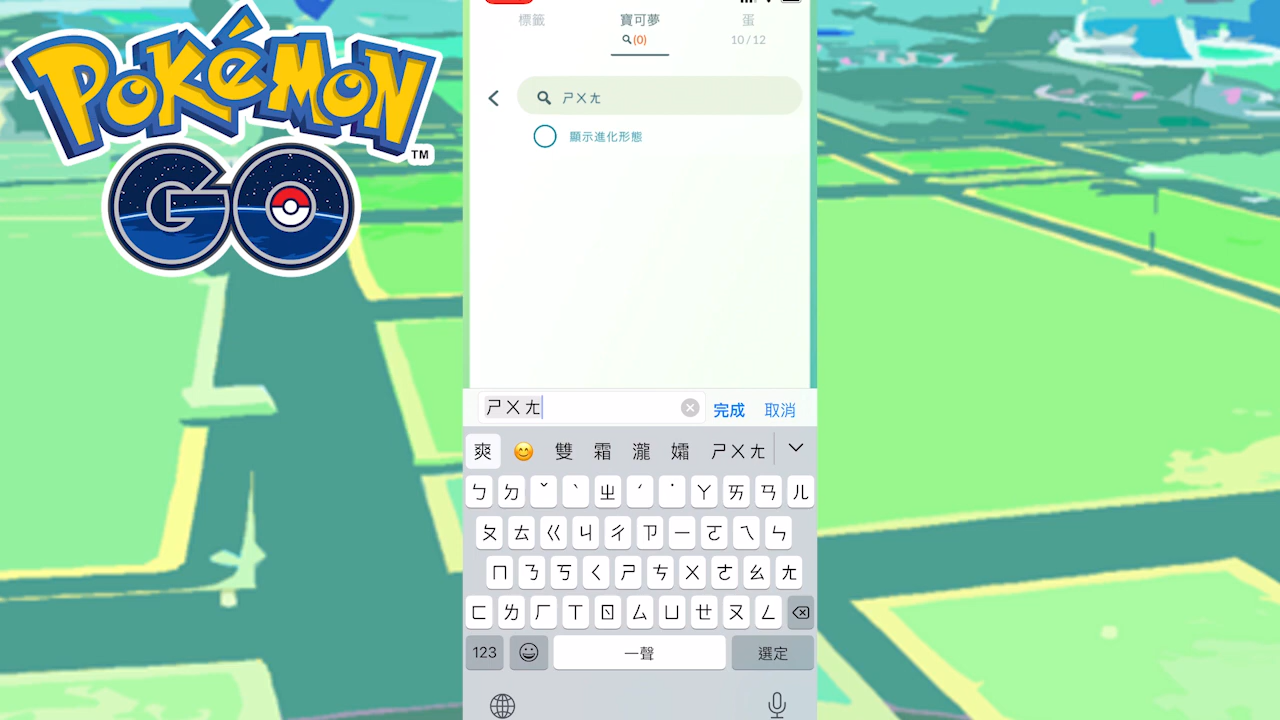 POKÉMON
GO
TM
標籤 寶可夢 蛋
(0) 10 / 12
ㄕㄨㄤ
顯示進化形態
ㄕㄨㄤ 完成 取消
爽 😊 雙 霜 瀧 孀 ㄕㄨㄤ
ㄅ ㄉ ˇ ˋ ㄓ ˊ ˙ ㄚ ㄞ ㄢ ㄦ
ㄆ ㄊ ㄍ ㄐ ㄔ ㄗ ㄧ ㄛ ㄟ ㄣ
ㄇ ㄋ ㄎ ㄑ ㄕ ㄘ ㄨ ㄜ ㄠ ㄤ
ㄈ ㄌ ㄏ ㄒ ㄖ ㄙ ㄩ ㄝ ㄡ ㄥ
123 一聲 選定